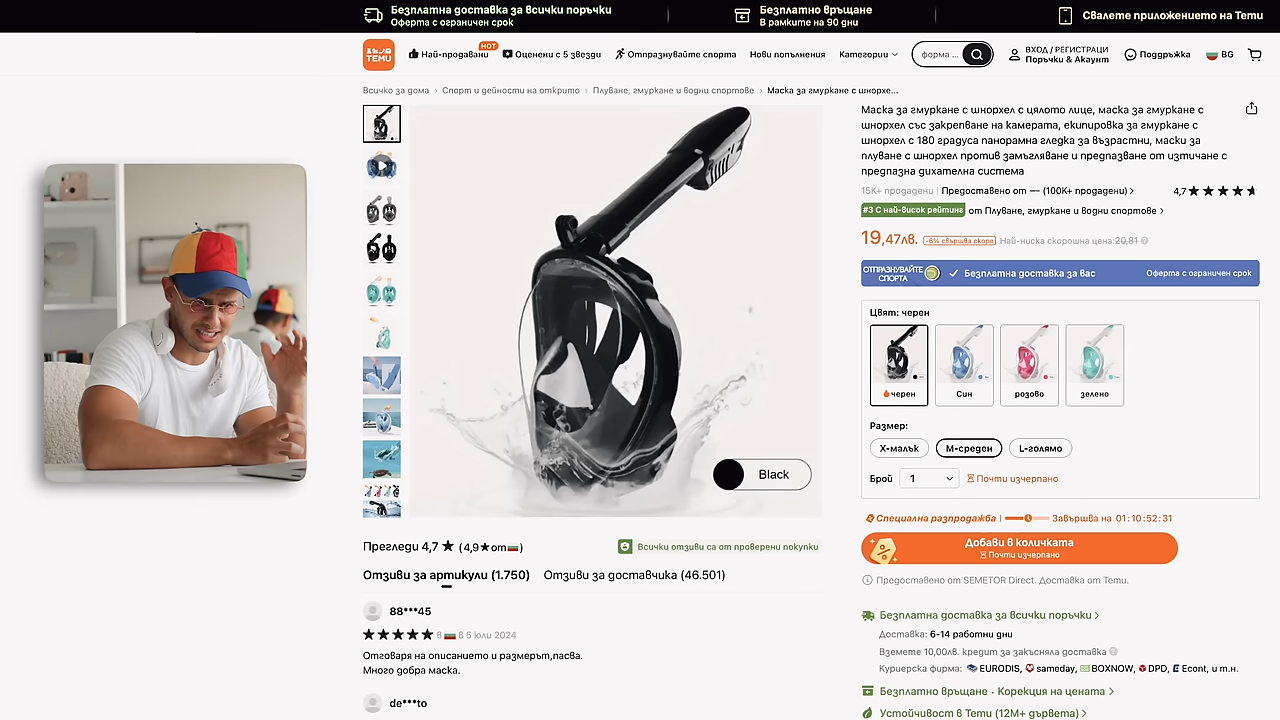 Безплатна доставка за всички поръчки
Оферта с ограничен срок
Безплатно връщане
В рамките на 90 дни
Свалете приложението на Temu
TEMU
Най-продавани
HOT
Оценени с 5 звезди
Отпразнувайте спорта
Нови попълнения
Категории
форма ...
ВХОД / РЕГИСТРАЦИ
Поръчки & Акаунт
Поддръжка
BG
Всичко за дома › Спорт и дейности на открито › Плуване, гмуркане и водни спортове › Маска за гмуркане с шнорхе...
Маска за гмуркане с шнорхел с цялото лице, маска за гмуркане с
шнорхел със закрепване на камерата, екипировка за гмуркане с
шнорхел с 180 градуса панорамна гледка за възрастни, маски за
плуване с шнорхел против замъгляване и предпазване от изтичане с
предпазна дихателна система
15K+ продадени | Предоставено от — (100K+ продадени) >
4,7 ★★★★★
#3 С най-висок рейтинг от Плуване, гмуркане и водни спортове >
19,47лв. -6% свършва скоро Най-ниска скорошна цена:20,81
ОТПРАЗНУВАЙТЕ
СПОРТА
Безплатна доставка за вас
Оферта с ограничен срок
Цвят: черен
черен
Син
розово
зелено
Размер:
X-малък
M-среден
L-голямо
Брой 1
Почти изчерпано
Black
Специална разпродажба | Завършва на 01:10:52:31
Добави в количката
Почти изчерпано
Предоставено от SEMETOR Direct. Доставка от Temu.
Прегледи 4,7 ★ (4,9★от)
Всички отзиви са от проверени покупки
Отзиви за артикули (1.750)
Отзиви за доставчика (46.501)
88***45
★★★★★ в в 5 юли 2024
Отговаря на описанието и размерът,пасва.
Много добра маска.
de***to
Безплатна доставка за всички поръчки >
Доставка: 6-14 работни дни
Вземете 10,00лв. кредит за закъсняла доставка
Куриерска фирма: EURODIS, sameday, BOXNOW, DPD, Econt, и т.н.
Безплатно връщане · Корекция на цената >
Устойчивост в Temu (12M+ дървета) >